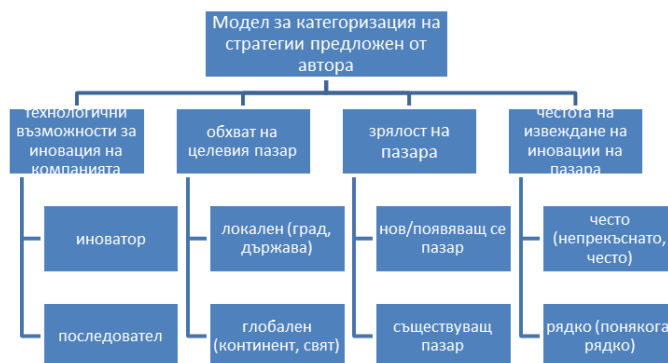 Модел за категоризация на
стратегии предложен от
автора
технологични
възможности за
иновация на
компанията
обхват на
целевия пазар
зрялост на
пазара
честота на
извеждане на
иновации на
пазара
иноватор
локален (град,
държава)
нов/появяващ се
пазар
често
(непрекъснато,
често)
последовател
глобален
(континент, свят)
съществуващ
пазар
рядко (понякога,
рядко)